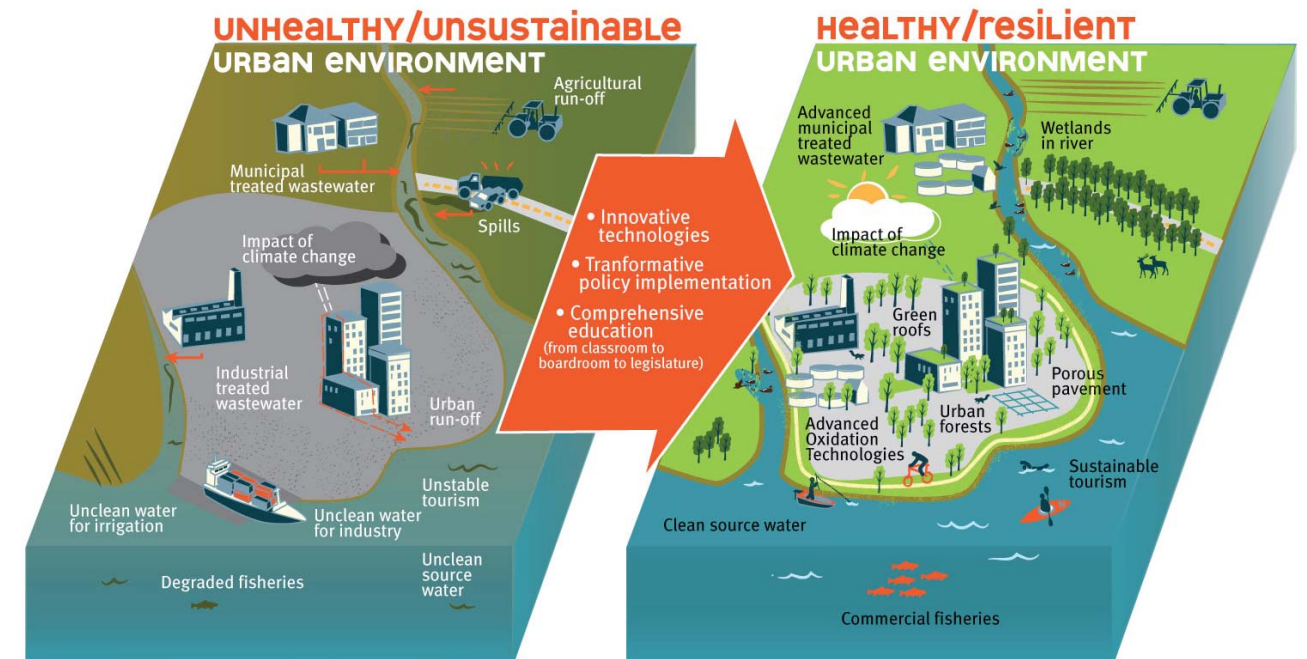 UNHEALTHY/UNSUSTAINABLE
URBAN ENVIRONMENT
Agricultural
run-off
Municipal
treated wastewater
Spills
Impact of
climate change
Industrial
treated
wastewater
Urban
run-off
Unstable
tourism
Unclean water
for irrigation
Unclean water
for industry
Unclean
source
water
Degraded fisheries
• Innovative
technologies
• Tranformative
policy implementation
• Comprehensive
education
(from classroom to
boardroom to legislature)
HEALTHY/RESILIENT
URBAN ENVIRONMENT
Advanced
municipal
treated
wastewater
Wetlands
in river
Impact of
climate change
Green
roofs
Porous
pavement
Urban
forests
Advanced
Oxidation
Technologies
Sustainable
tourism
Clean source water
Commercial fisheries